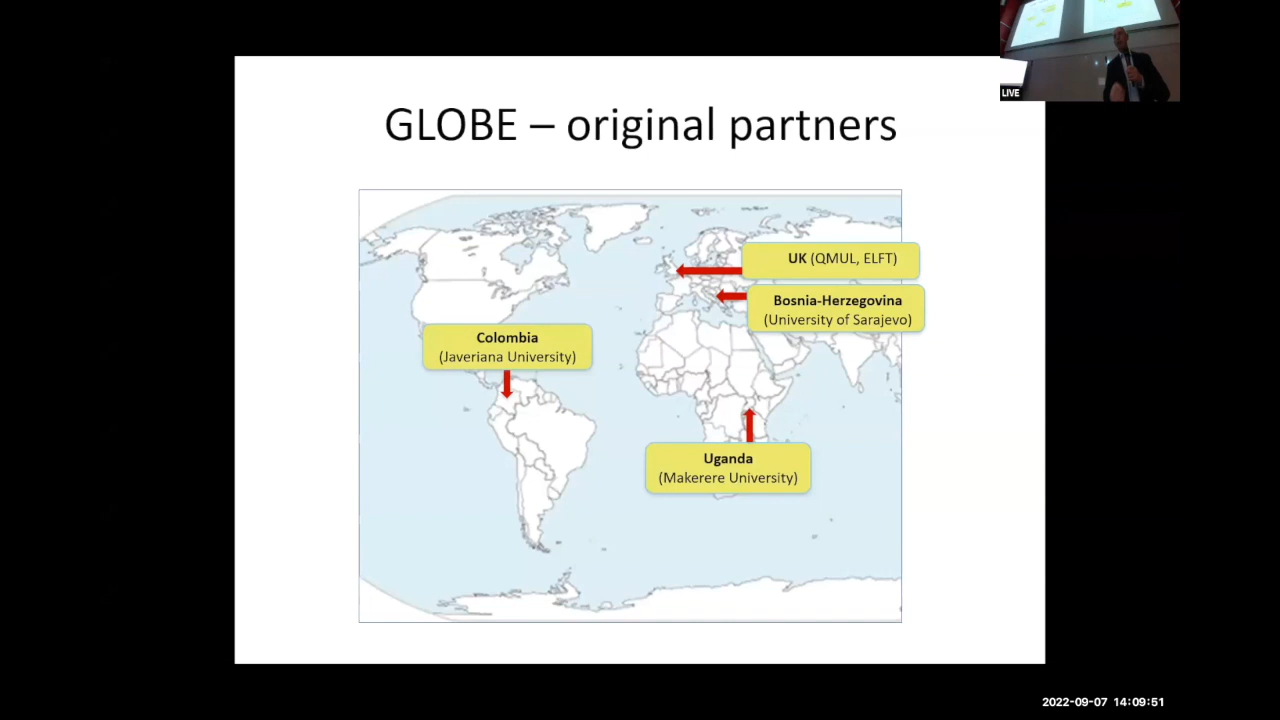 LIVE
GLOBE – original partners
UK (QMUL, ELFT)
Bosnia-Herzegovina
(University of Sarajevo)
Colombia
(Javeriana University)
Uganda
(Makerere University)
2022-09-07 14:09:51